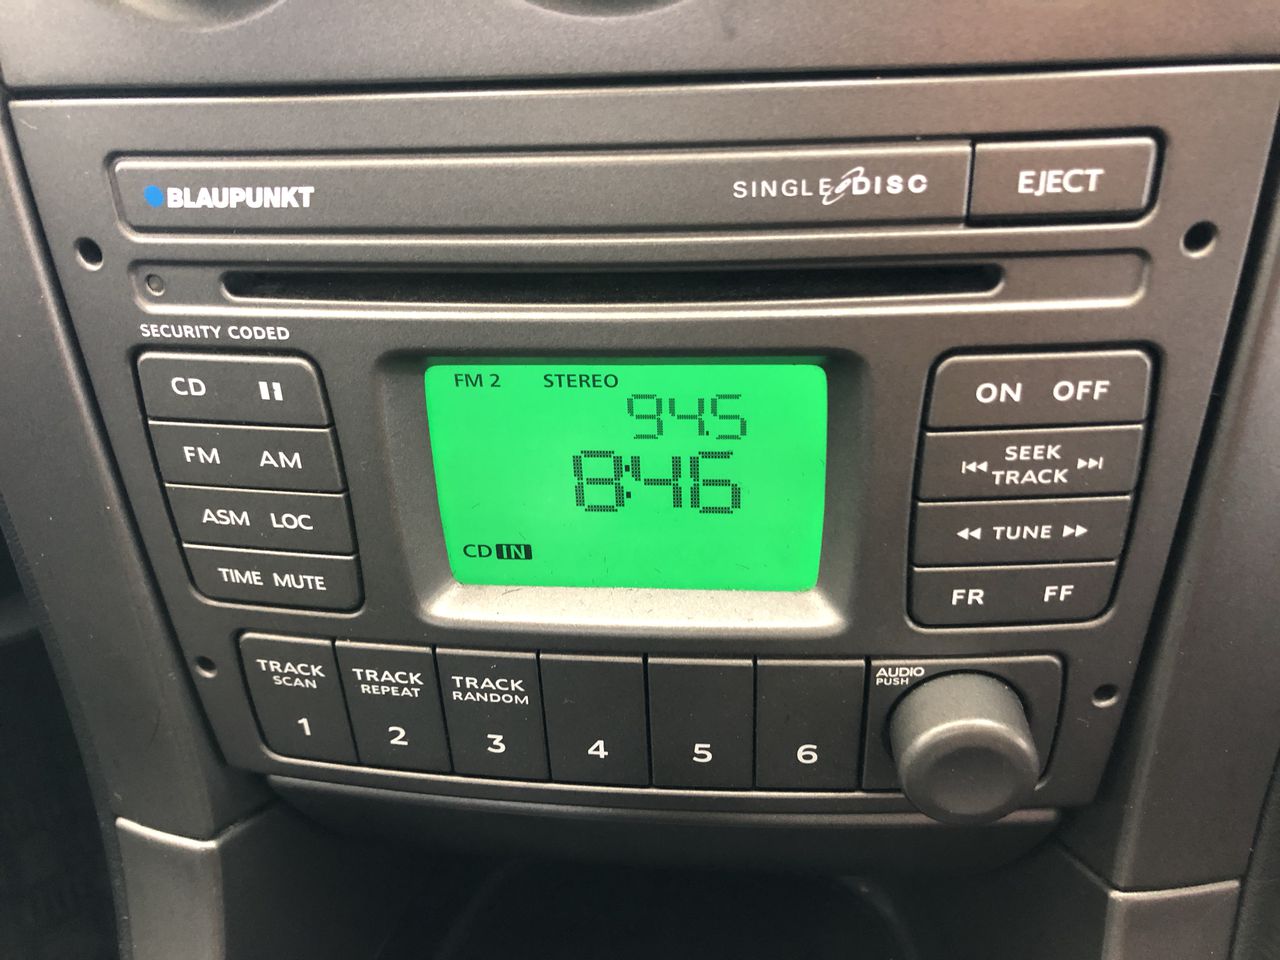 BLAUPUNKT
SINGLE DISC
EJECT
SECURITY CODED
CD
FM AM
ASM LOC
TIME MUTE
FM 2 STEREO
94.5
8:46
CD IN
ON OFF
SEEK
TRACK
TUNE
FR FF
TRACK
SCAN
1
TRACK
REPEAT
2
TRACK
RANDOM
3
4
5
6
AUDIO
PUSH